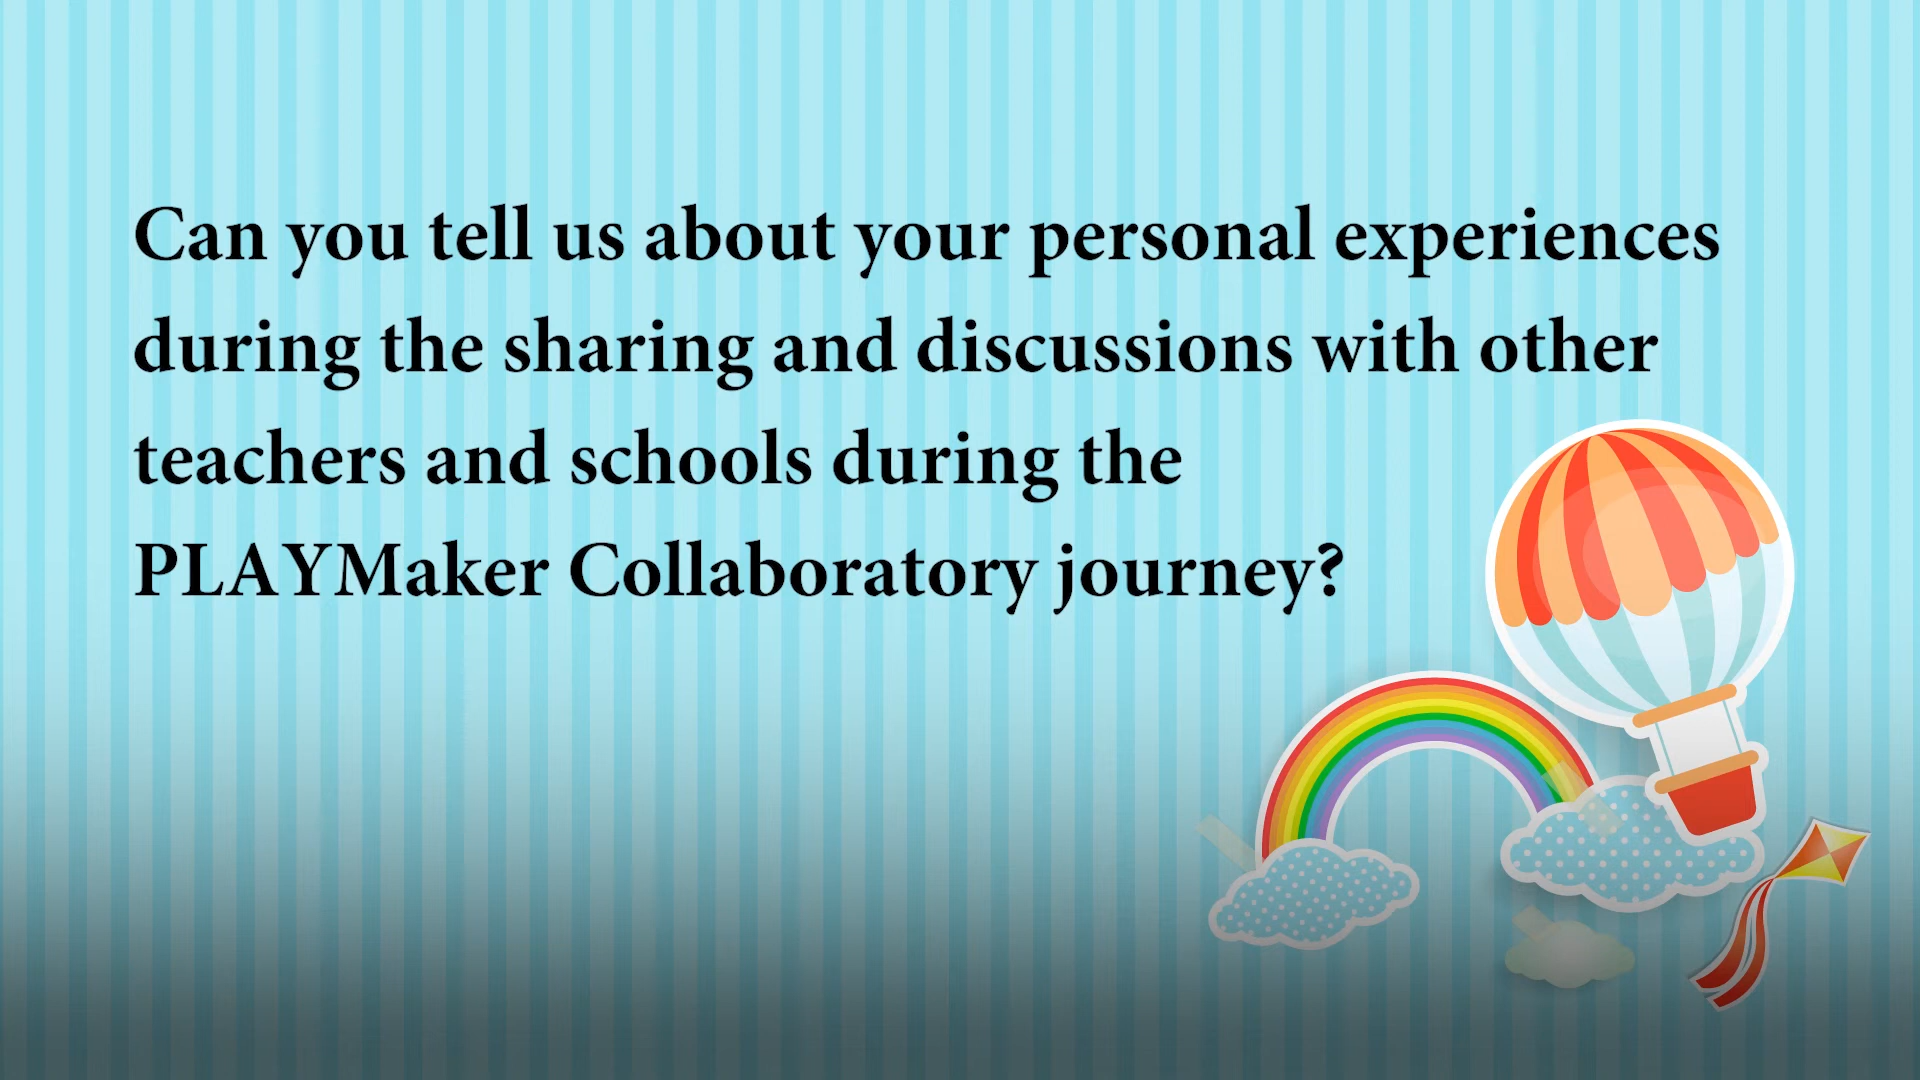 Can you tell us about your personal experiences
during the sharing and discussions with other
teachers and schools during the
PLAYMaker Collaboratory journey?